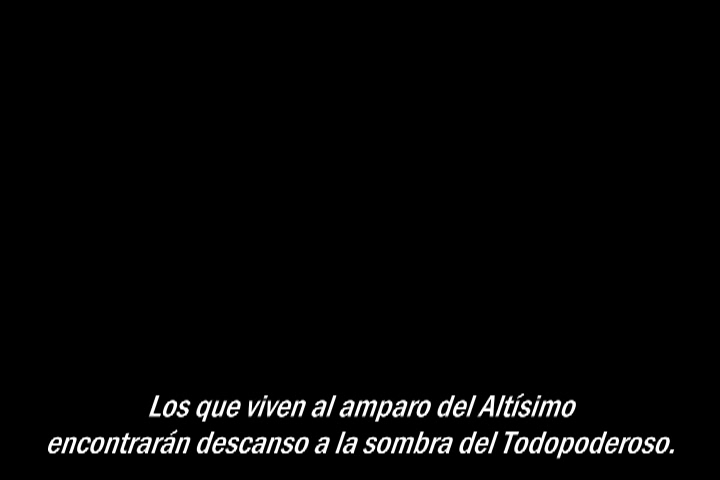 Los que viven al amparo del Altísimo
encontrarán descanso a la sombra del Todopoderoso.